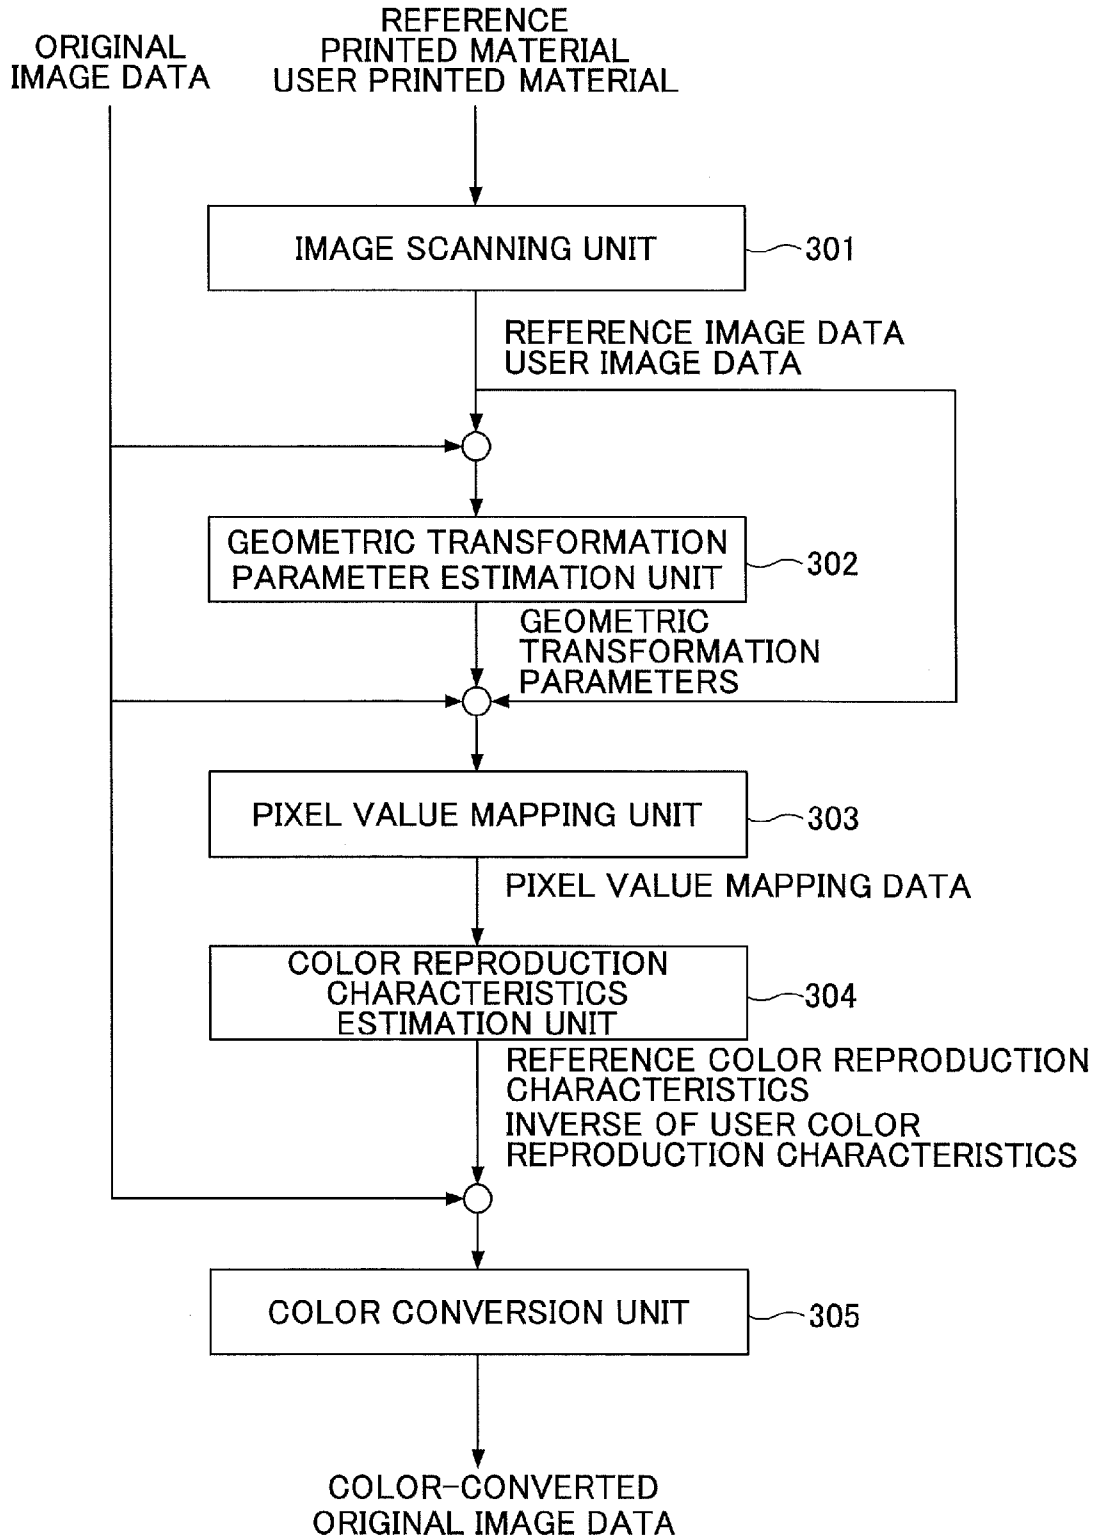 ORIGINAL
IMAGE DATA
REFERENCE
PRINTED MATERIAL
USER PRINTED MATERIAL
IMAGE SCANNING UNIT
301
REFERENCE IMAGE DATA
USER IMAGE DATA
GEOMETRIC TRANSFORMATION
PARAMETER ESTIMATION UNIT
302
GEOMETRIC
TRANSFORMATION
PARAMETERS
PIXEL VALUE MAPPING UNIT
303
PIXEL VALUE MAPPING DATA
COLOR REPRODUCTION
CHARACTERISTICS
ESTIMATION UNIT
304
REFERENCE COLOR REPRODUCTION
CHARACTERISTICS
INVERSE OF USER COLOR
REPRODUCTION CHARACTERISTICS
COLOR CONVERSION UNIT
305
COLOR-CONVERTED
ORIGINAL IMAGE DATA